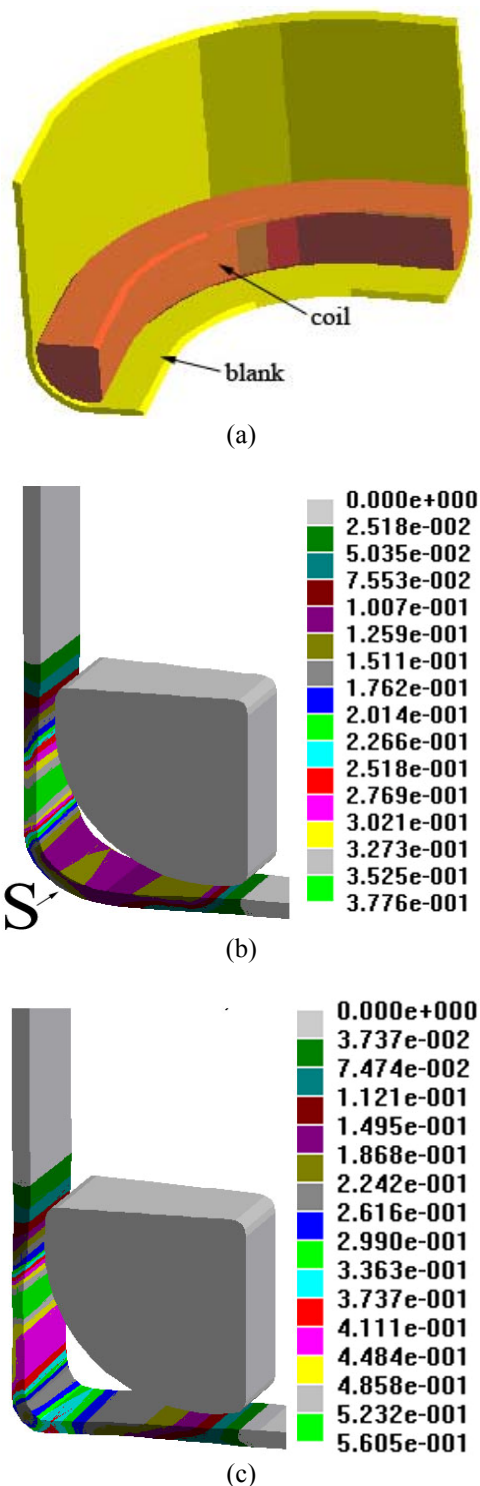 coil
blank
(a)
0.000e+000
2.518e-002
5.035e-002
7.553e-002
1.007e-001
1.259e-001
1.511e-001
1.762e-001
2.014e-001
2.266e-001
2.518e-001
2.769e-001
3.021e-001
3.273e-001
3.525e-001
3.776e-001
S
(b)
0.000e+000
3.737e-002
7.474e-002
1.121e-001
1.495e-001
1.868e-001
2.242e-001
2.616e-001
2.990e-001
3.363e-001
3.737e-001
4.111e-001
4.484e-001
4.858e-001
5.232e-001
5.605e-001
(c)